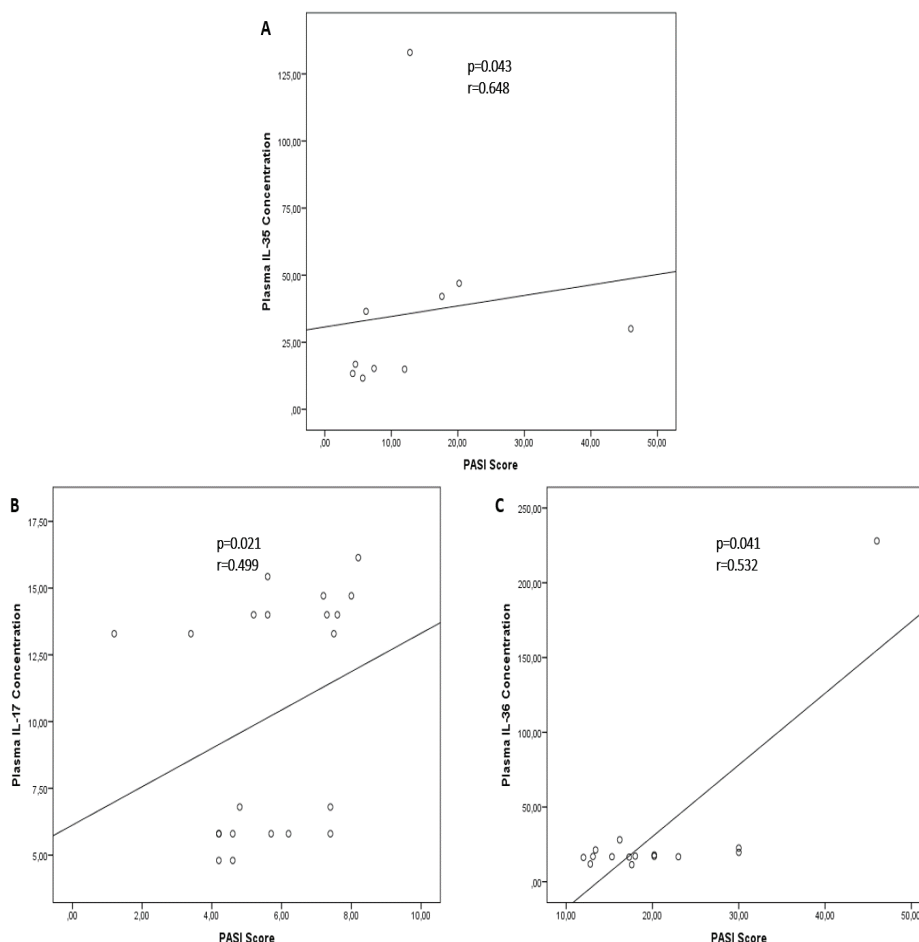 A
p=0.043
r=0.648
Plasma IL-35 Concentration
125,00
100,00
75,00
50,00
25,00
,00
,00 10,00 20,00 30,00 40,00 50,00
PASI Score
B
p=0.021
r=0.499
Plasma IL-17 Concentration
17,50
15,00
12,50
10,00
7,50
5,00
,00 2,00 4,00 6,00 8,00 10,00
PASI Score
C
p=0.041
r=0.532
Plasma IL-36 Concentration
250,00
200,00
150,00
100,00
50,00
,00
10,00 20,00 30,00 40,00 50,00
PASI Score